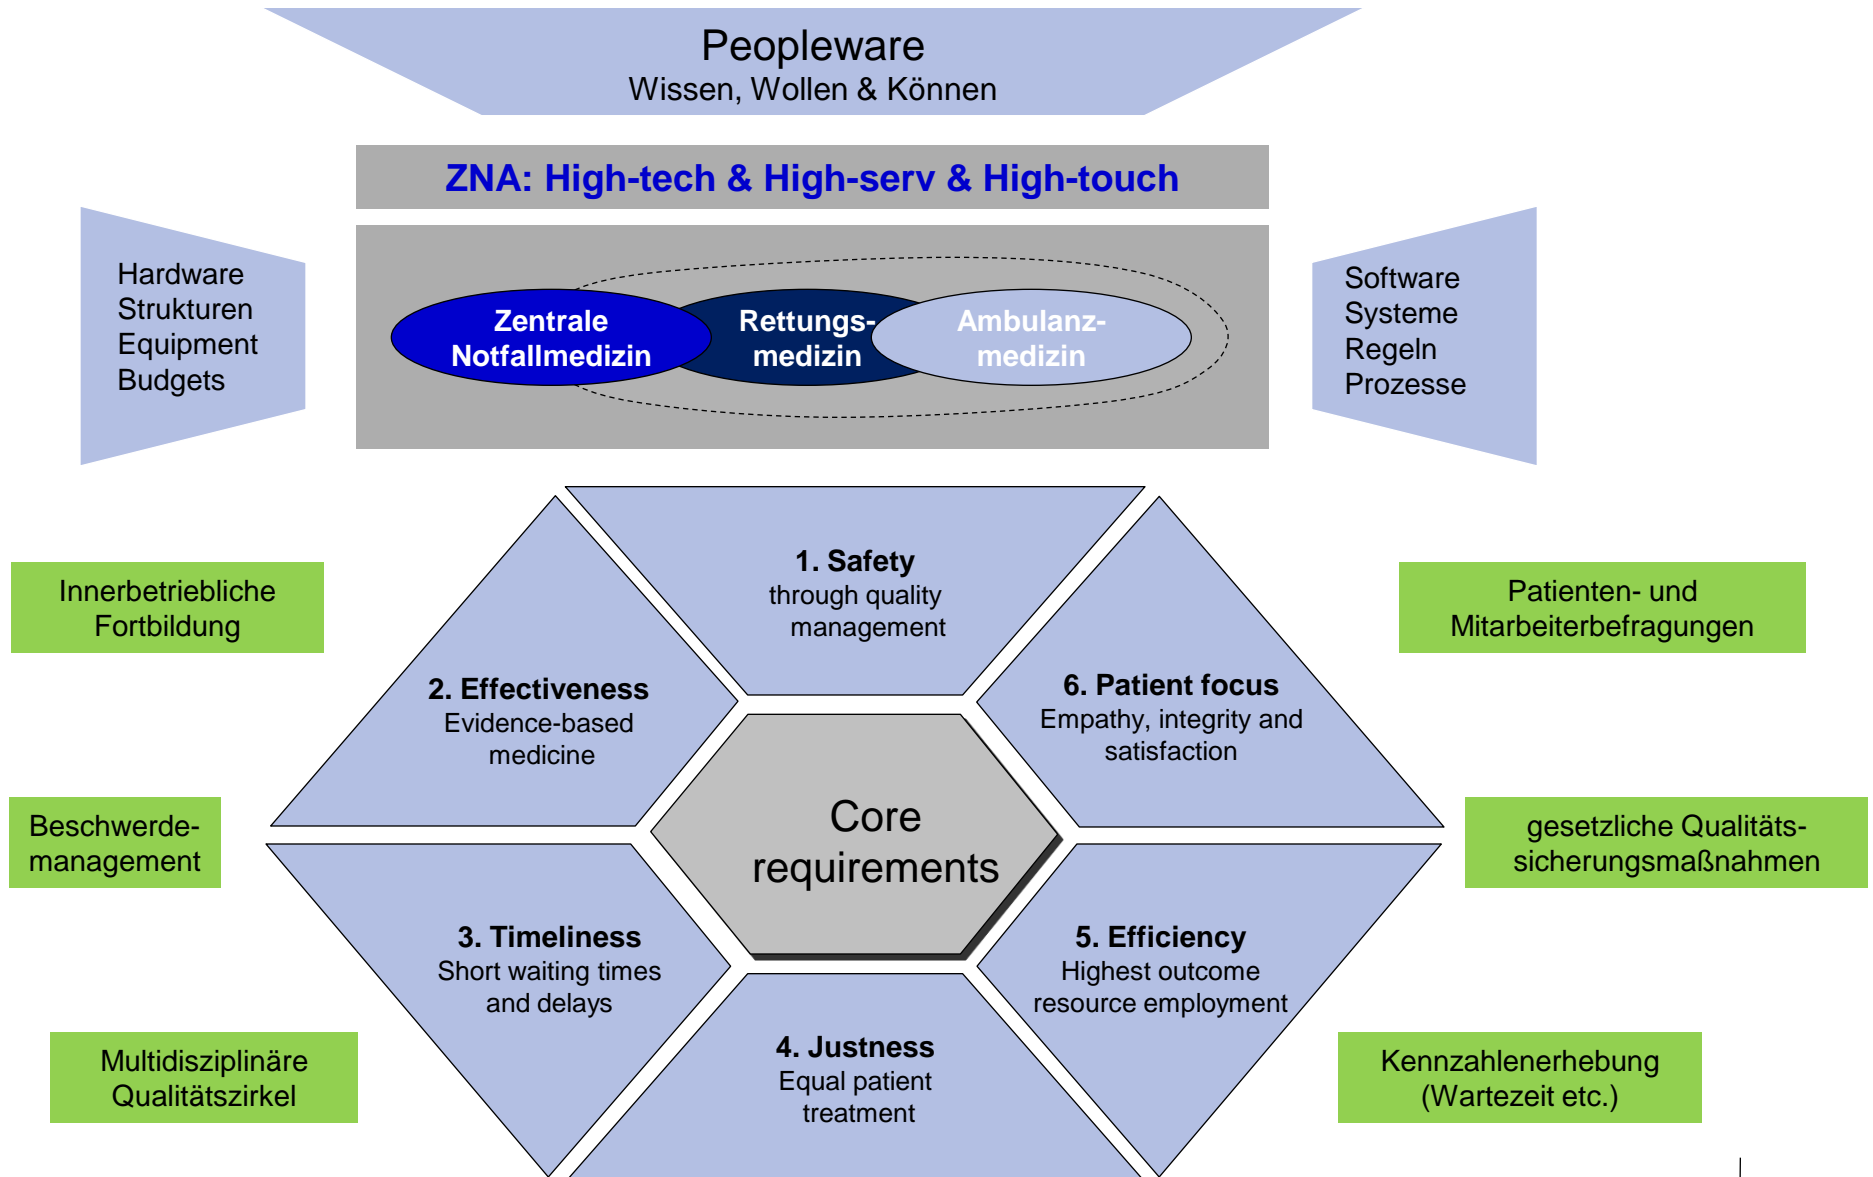 Peopleware
Wissen, Wollen & Können
ZNA: High-tech & High-serv & High-touch
Hardware
Strukturen
Equipment
Budgets
Zentrale
Notfallmedizin
Rettungs-
medizin
Ambulanz-
medizin
Software
Systeme
Regeln
Prozesse
1. Safety
through quality
management
Innerbetriebliche
Fortbildung
Patienten- und
Mitarbeiterbefragungen
2. Effectiveness
Evidence-based
medicine
6. Patient focus
Empathy, integrity and
satisfaction
Core
requirements
Beschwerde-
management
gesetzliche Qualitäts-
sicherungsmaßnahmen
3. Timeliness
Short waiting times
and delays
5. Efficiency
Highest outcome
resource employment
4. Justness
Equal patient
treatment
Multidisziplinäre
Qualitätszirkel
Kennzahlenerhebung
(Wartezeit etc.)